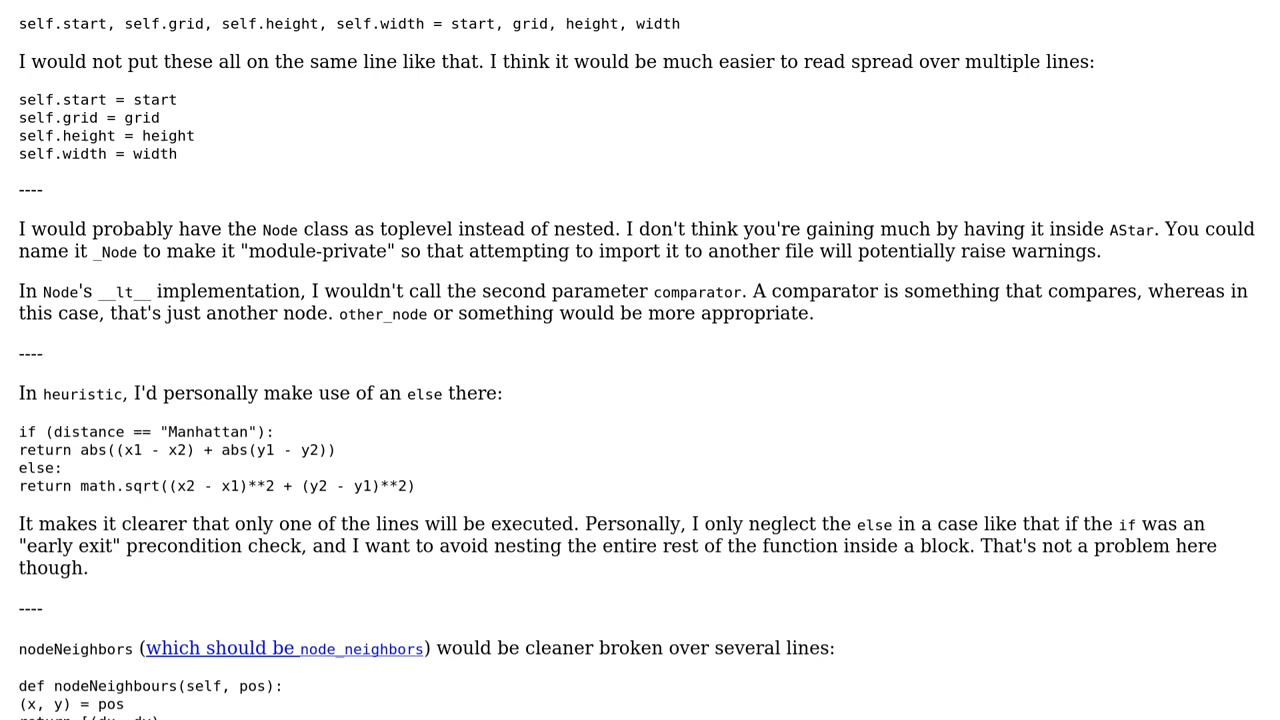 self.start, self.grid, self.height, self.width = start, grid, height, width
I would not put these all on the same line like that. I think it would be much easier to read spread over multiple lines:
self.start = start
self.grid = grid
self.height = height
self.width = width
----
I would probably have the Node class as toplevel instead of nested. I don't think you're gaining much by having it inside AStar. You could
name it _Node to make it "module-private" so that attempting to import it to another file will potentially raise warnings.
In Node's __lt__ implementation, I wouldn't call the second parameter comparator. A comparator is something that compares, whereas in
this case, that's just another node. other_node or something would be more appropriate.
----
In heuristic, I'd personally make use of an else there:
if (distance == "Manhattan"):
return abs((x1 - x2) + abs(y1 - y2))
else:
return math.sqrt((x2 - x1)**2 + (y2 - y1)**2)
It makes it clearer that only one of the lines will be executed. Personally, I only neglect the else in a case like that if the if was an
"early exit" precondition check, and I want to avoid nesting the entire rest of the function inside a block. That's not a problem here
though.
----
nodeNeighbors (which should be node_neighbors) would be cleaner broken over several lines:
def nodeNeighbours(self, pos):
(x, y) = pos